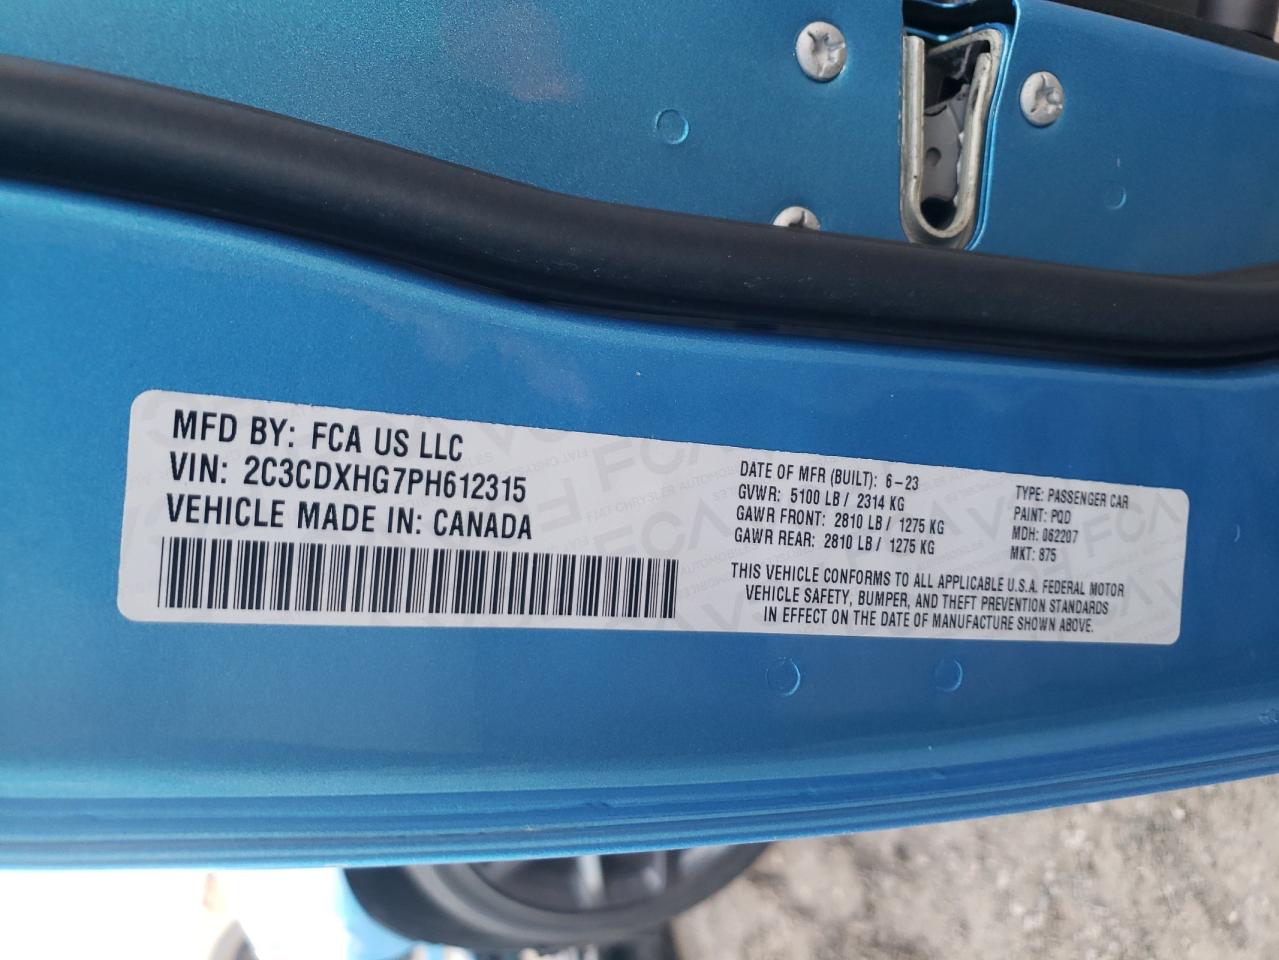 MFD BY: FCA US LLC
VIN: 2C3CDXHG7PH612315
VEHICLE MADE IN: CANADA
DATE OF MFR (BUILT): 6-23
GVWR: 5100 LB / 2314 KG
GAWR FRONT: 2810 LB / 1275 KG
GAWR REAR: 2810 LB / 1275 KG
TYPE: PASSENGER CAR
PAINT: PQD
MDH: 062207
MKT: 875
THIS VEHICLE CONFORMS TO ALL APPLICABLE U.S.A. FEDERAL MOTOR
VEHICLE SAFETY, BUMPER, AND THEFT PREVENTION STANDARDS
IN EFFECT ON THE DATE OF MANUFACTURE SHOWN ABOVE.